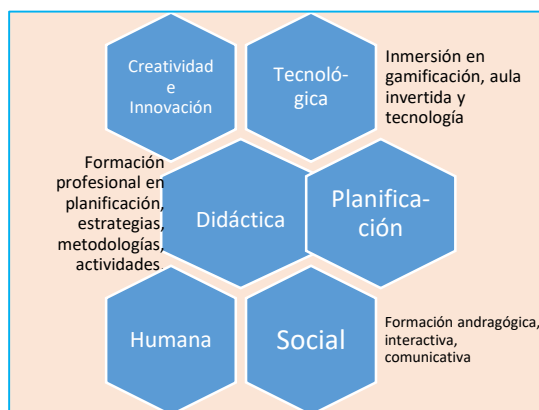 Creatividad
e
Innovación
Tecnoló-
gica
Inmersión en
gamificación, aula
invertida y
tecnología
Formación
profesional en
planificación,
estrategias,
metodologías,
actividades.
Didáctica
Planifica-
ción
Humana
Social
Formación andragógica,
interactiva,
comunicativa